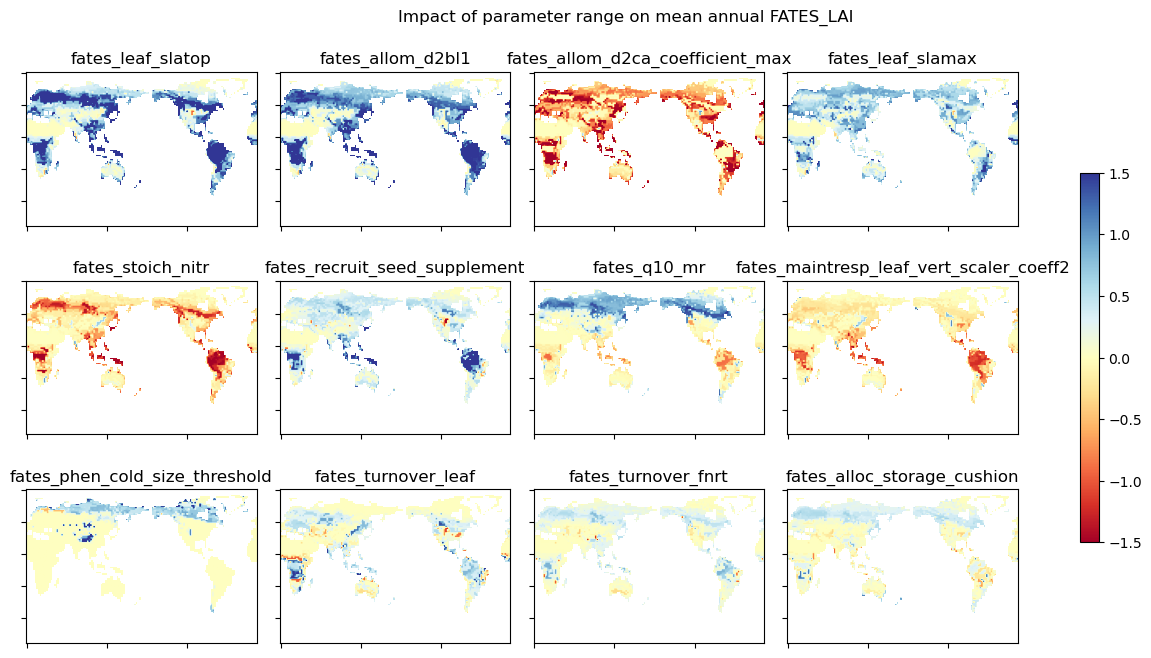 Impact of parameter range on mean annual FATES_LAI
fates_leaf_slatop
fates_allom_d2bl1
fates_allom_d2ca_coefficient_max
fates_leaf_slamax
fates_stoich_nitr
fates_recruit_seed_supplement
fates_q10_mr
fates_maintresp_leaf_vert_scaler_coeff2
fates_phen_cold_size_threshold
fates_turnover_leaf
fates_turnover_fnrt
fates_alloc_storage_cushion
1.5
1.0
0.5
0.0
−0.5
−1.0
−1.5